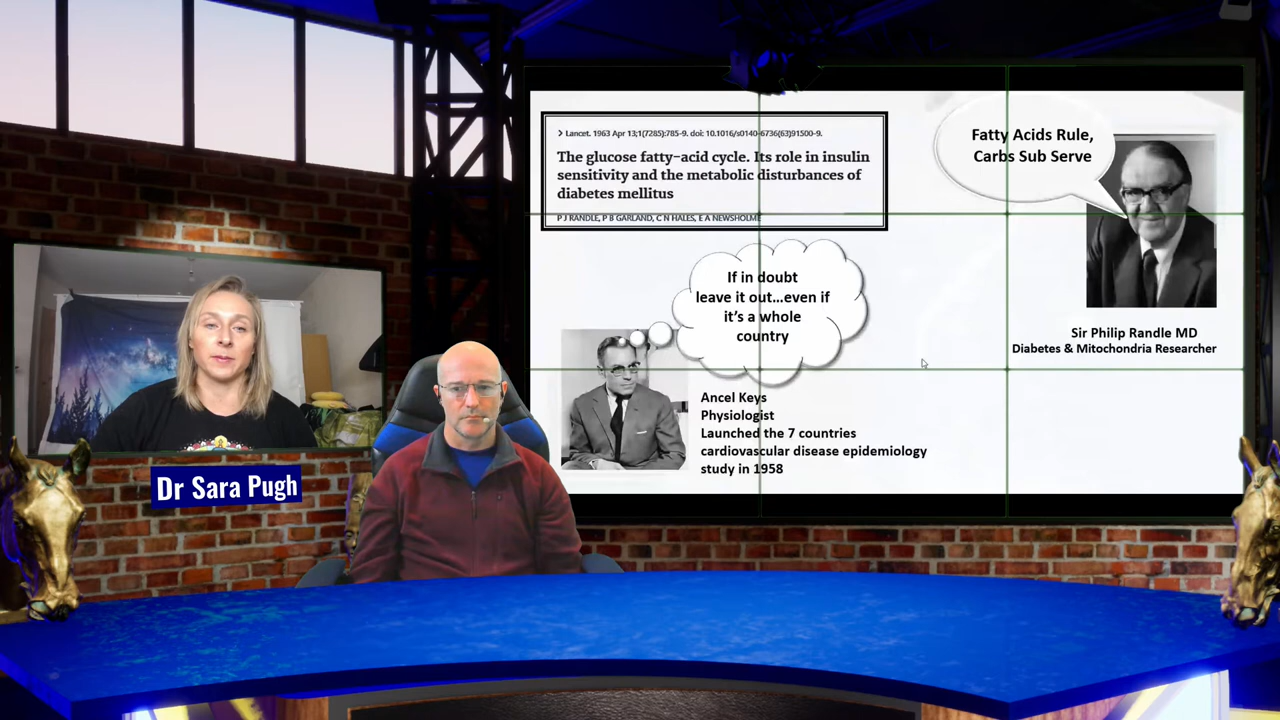 > Lancet. 1963 Apr 13;1(7285):785-9. doi: 10.1016/s0140-6736(63)91500-9.
The glucose fatty-acid cycle. Its role in insulin
sensitivity and the metabolic disturbances of
diabetes mellitus
P J RANDLE, P B GARLAND, C N HALES, E A NEWSHOLME
Fatty Acids Rule,
Carbs Sub Serve
Sir Philip Randle MD
Diabetes & Mitochondria Researcher
If in doubt
leave it out...even if
it's a whole
country
Ancel Keys
Physiologist
Launched the 7 countries
cardiovascular disease epidemiology
study in 1958
Dr Sara Pugh